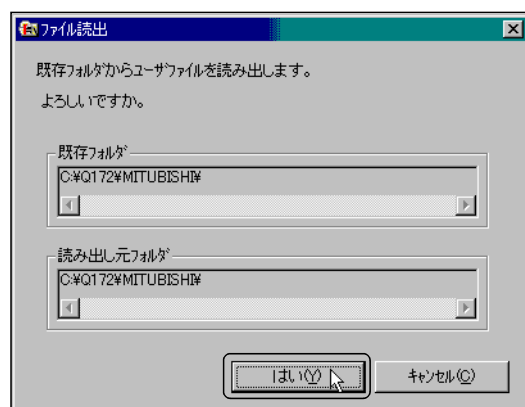 ファイル読出
既存フォルダからユーザファイルを読み出します。
よろしいですか。
既存フォルダ
C:¥Q172¥MITUBISHI¥
読み出し元フォルダ
C:¥Q172¥MITUBISHI¥
はい(Y)
キャンセル(C)